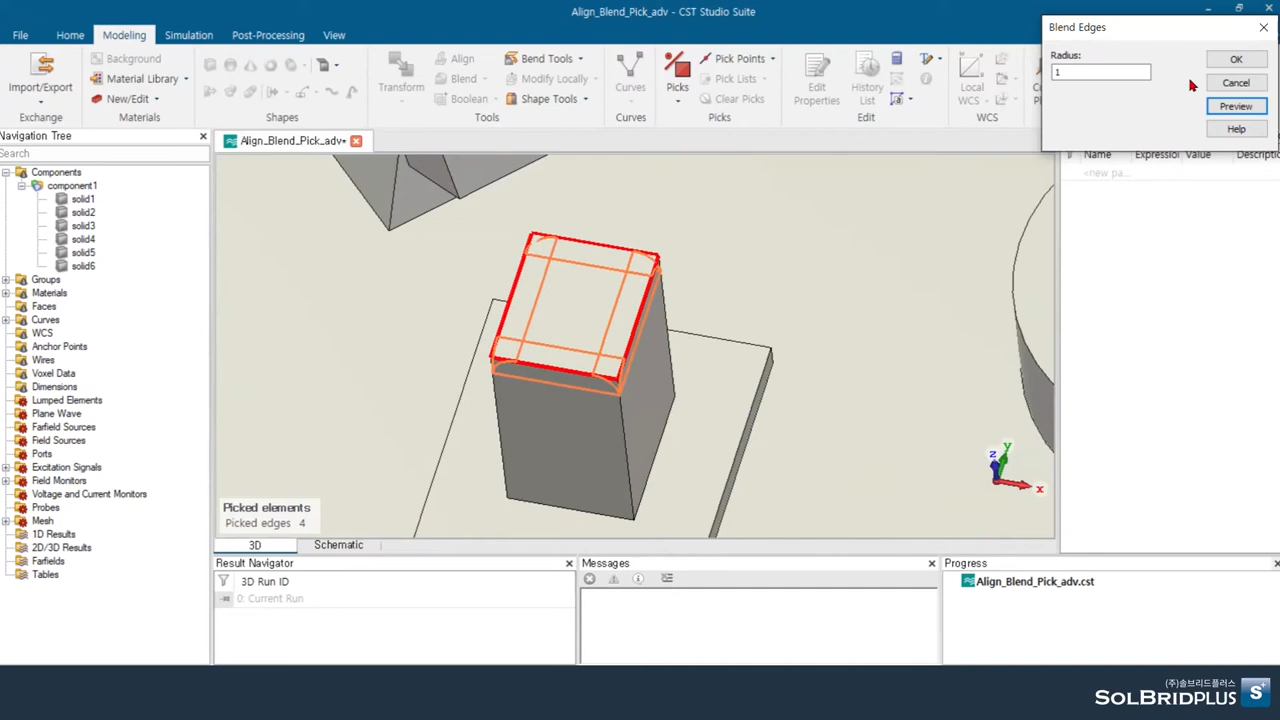 Align_Blend_Pick_adv - CST Studio Suite
File
Home
Modeling
Simulation
Post-Processing
View
Import/Export
Exchange
Background
Material Library
New/Edit
Materials
Shapes
Transform
Align
Blend
Boolean
Bend Tools
Modify Locally
Shape Tools
Tools
Curves
Curves
Picks
Pick Points
Pick Lists
Clear Picks
Picks
Edit
Properties
History
List
Edit
Local
WCS
WCS
Blend Edges
Radius:
1
OK
Cancel
Preview
Help
Name
Expression
Value
<new pa...
Navigation Tree
Search
Components
component1
solid1
solid2
solid3
solid4
solid5
solid6
Groups
Materials
Faces
Curves
WCS
Anchor Points
Wires
Voxel Data
Dimensions
Lumped Elements
Plane Wave
Farfield Sources
Field Sources
Ports
Excitation Signals
Field Monitors
Voltage and Current Monitors
Probes
Mesh
1D Results
2D/3D Results
Farfields
Tables
Align_Blend_Pick_adv*
z
y
x
Picked elements
Picked edges 4
3D
Schematic
Result Navigator
3D Run ID
0: Current Run
Messages
Progress
Align_Blend_Pick_adv.cst
(주)솔브리드플러스
SOLBRIDPLUS
S+